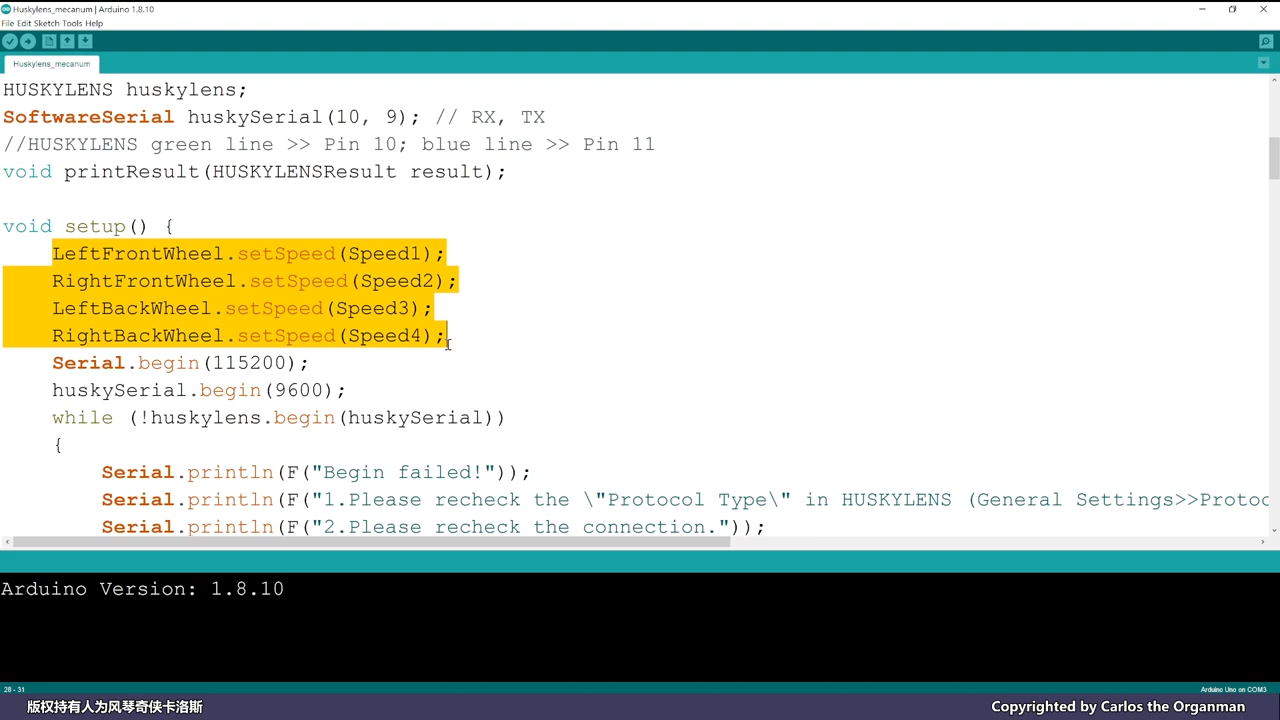 Huskylens_mecanum | Arduino 1.8.10
File Edit Sketch Tools Help
Huskylens_mecanum
HUSKYLENS huskylens;
SoftwareSerial huskySerial(10, 9); // RX, TX
//HUSKYLENS green line >> Pin 10; blue line >> Pin 11
void printResult(HUSKYLENSResult result);
void setup() {
LeftFrontWheel.setSpeed(Speed1);
RightFrontWheel.setSpeed(Speed2);
LeftBackWheel.setSpeed(Speed3);
RightBackWheel.setSpeed(Speed4);
Serial.begin(115200);
huskySerial.begin(9600);
while (!huskylens.begin(huskySerial))
{
Serial.println(F("Begin failed!"));
Serial.println(F("1.Please recheck the \"Protocol Type\" in HUSKYLENS (General Settings>>Protoc
Serial.println(F("2.Please recheck the connection."));
Arduino Version: 1.8.10
28 - 31
Arduino Uno on COM3
版权持有人为风琴奇侠卡洛斯
Copyrighted by Carlos the Organman